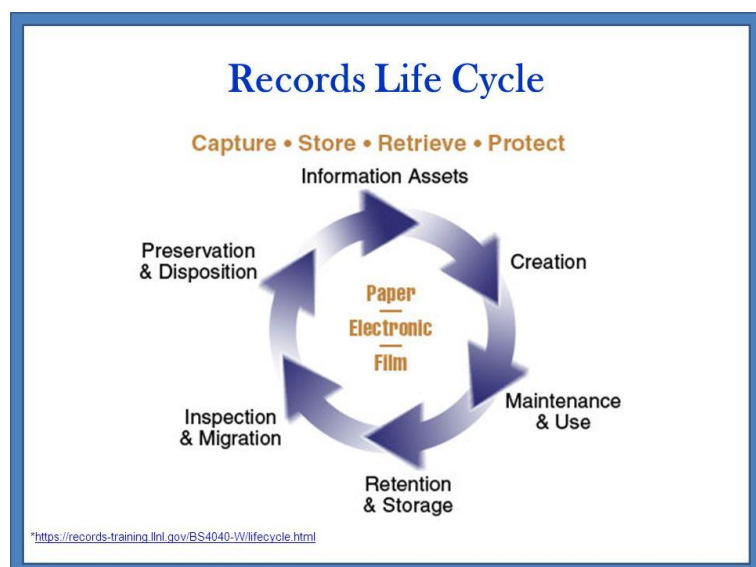 Records Life Cycle
Capture • Store • Retrieve • Protect
Information Assets
Creation
Maintenance
& Use
Retention
& Storage
Inspection
& Migration
Preservation
& Disposition
Paper
Electronic
Film
*https://records-training.llnl.gov/BS4040-W/lifecycle.html